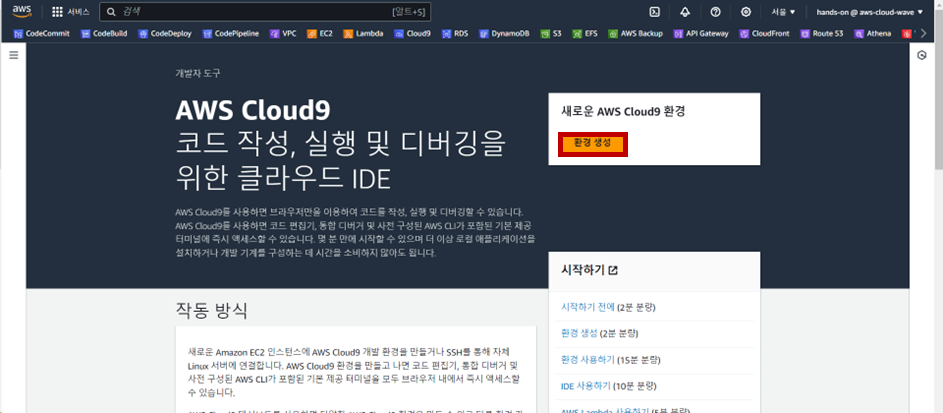 aws
서비스
검색
[알트+S]
서울 ▼
hands-on @ aws-cloud-wave ▼
CodeCommit
CodeBuild
CodeDeploy
CodePipeline
VPC
EC2
Lambda
Cloud9
RDS
DynamoDB
S3
EFS
AWS Backup
API Gateway
CloudFront
Route 53
Athena
개발자 도구
AWS Cloud9
코드 작성, 실행 및 디버깅을
위한 클라우드 IDE
AWS Cloud9를 사용하면 브라우저만을 이용하여 코드를 작성, 실행 및 디버깅할 수 있습니다.
AWS Cloud9를 사용하면 코드 편집기, 통합 디버거 및 사전 구성된 AWS CLI가 포함된 기본 제공
터미널에 즉시 액세스할 수 있습니다. 몇 분 만에 시작할 수 있으며 더 이상 로컬 애플리케이션을
설치하거나 개발 기계를 구성하는 데 시간을 소비하지 않아도 됩니다.
새로운 AWS Cloud9 환경
환경 생성
시작하기
시작하기 전에 (2분 분량)
환경 생성 (2분 분량)
환경 사용하기 (15분 분량)
IDE 사용하기 (10분 분량)
AWS Lambda 사용하기 (5분 분량)
작동 방식
새로운 Amazon EC2 인스턴스에 AWS Cloud9 개발 환경을 만들거나 SSH를 통해 자체
Linux 서버에 연결합니다. AWS Cloud9 환경을 만들고 나면 코드 편집기, 통합 디버거 및
사전 구성된 AWS CLI가 포함된 기본 제공 터미널을 모두 브라우저 내에서 즉시 액세스할
수 있습니다.